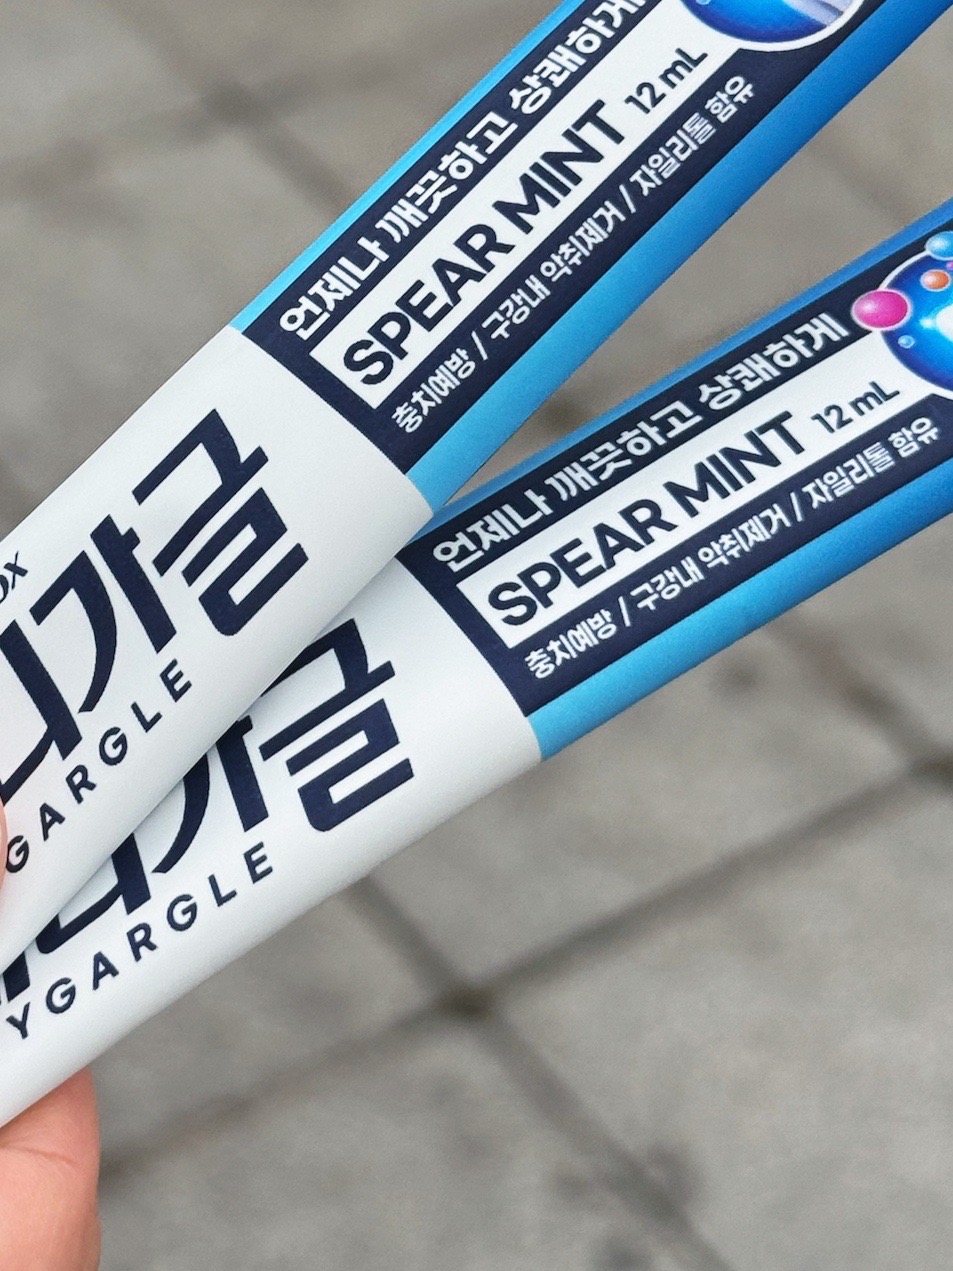 언제나 깨끗하고 상쾌하게
SPEAR MINT 12 mL
충치예방 / 구강내 악취제거 / 자일리톨 함유
가글
GARGLE
언제나 깨끗하고 상쾌하게
SPEAR MINT 12 mL
충치예방 / 구강내 악취제거 / 자일리톨 함유
가글
YGARGLE